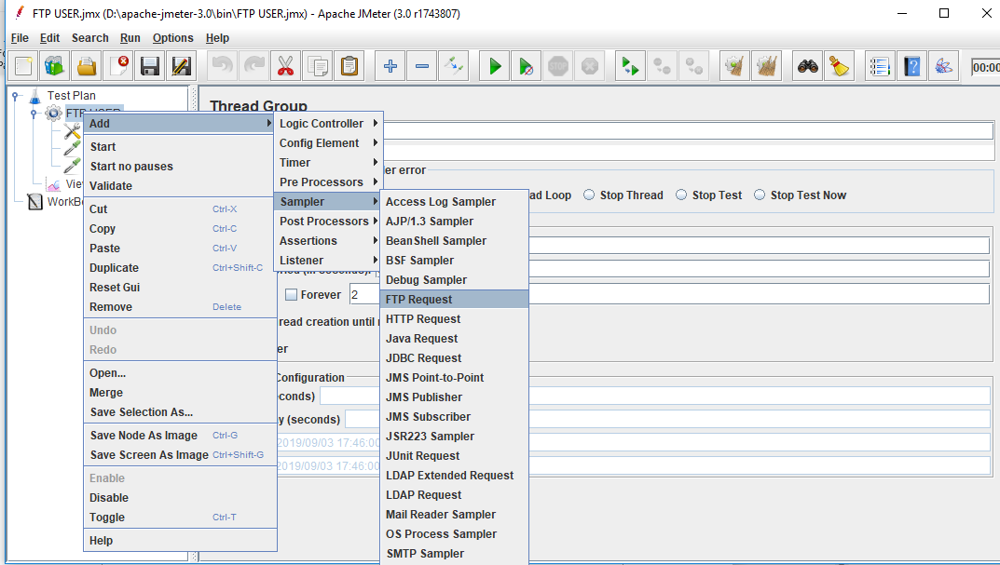 FTP USER.jmx (D:\apache-jmeter-3.0\bin\FTP USER.jmx) - Apache JMeter (3.0 r1743807)
File Edit Search Run Options Help
STOP
00:00
Test Plan
FTP USER
View
WorkBe
Thread Group
Add
Start
Start no pauses
Validate
Cut Ctrl-X
Copy Ctrl-C
Paste Ctrl-V
Duplicate Ctrl+Shift-C
Reset Gui
Remove Delete
Undo
Redo
Open...
Merge
Save Selection As...
Save Node As Image Ctrl-G
Save Screen As Image Ctrl+Shift-G
Enable
Disable
Toggle Ctrl-T
Help
Logic Controller
Config Element
Timer
Pre Processors
Sampler
Post Processors
Assertions
Listener
Access Log Sampler
AJP/1.3 Sampler
BeanShell Sampler
BSF Sampler
Debug Sampler
FTP Request
HTTP Request
Java Request
JDBC Request
JMS Point-to-Point
JMS Publisher
JMS Subscriber
JSR223 Sampler
JUnit Request
LDAP Extended Request
LDAP Request
Mail Reader Sampler
OS Process Sampler
SMTP Sampler
ler error
ad Loop Stop Thread Stop Test Stop Test Now
(in seconds):
Forever 2
read creation until
er
Configuration
conds)
y (seconds)
2019/09/03 17:46:00
2019/09/03 17:46:00